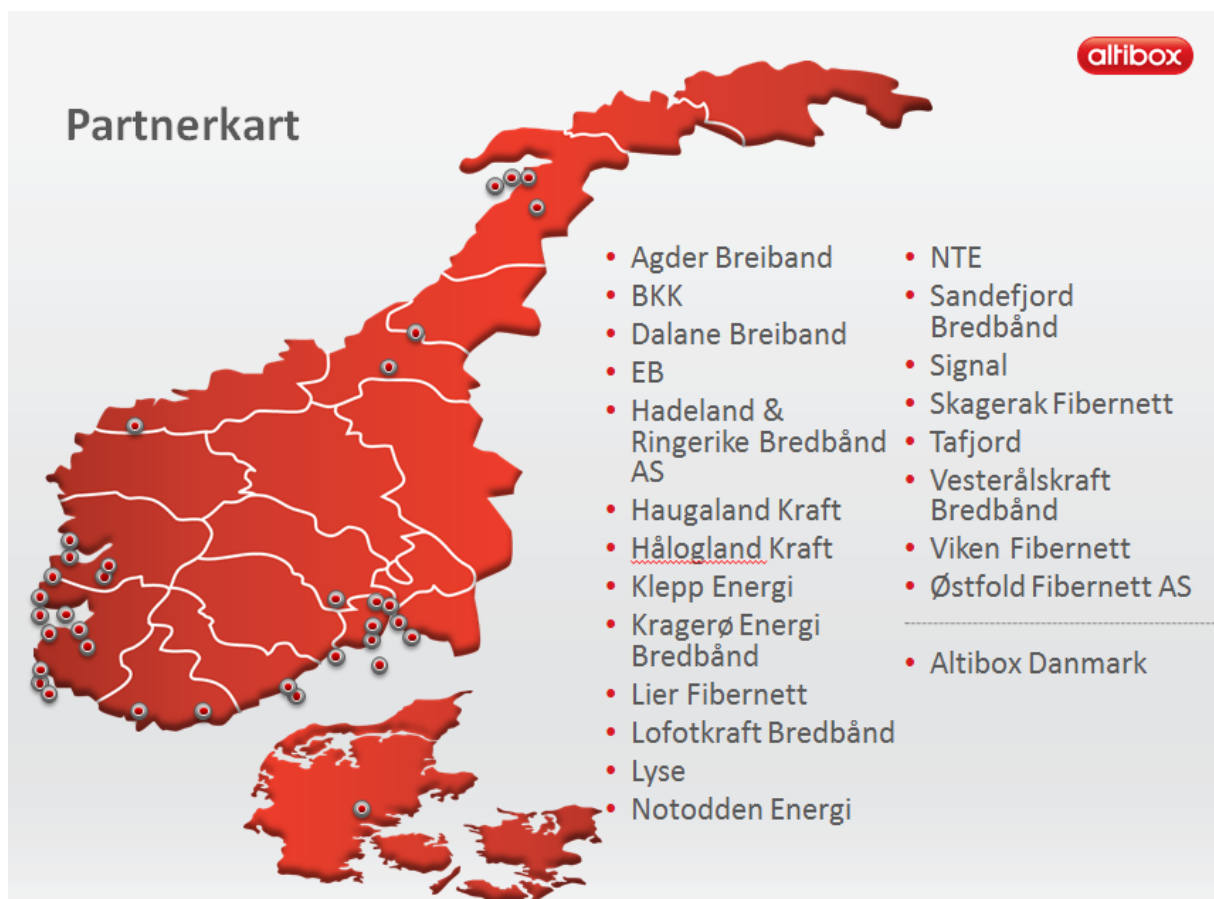 altibox
Partnerkart
• Agder Breiband
• BKK
• Dalane Breiband
• EB
• Hadeland &
Ringerike Bredbånd
AS
• Haugaland Kraft
• Hålogland Kraft
• Klepp Energi
• Kragerø Energi
Bredbånd
• Lier Fibernett
• Lofotkraft Bredbånd
• Lyse
• Notodden Energi
• NTE
• Sandefjord
Bredbånd
• Signal
• Skagerak Fibernett
• Tafjord
• Vesterålskraft
Bredbånd
• Viken Fibernett
• Østfold Fibernett AS
• Altibox Danmark